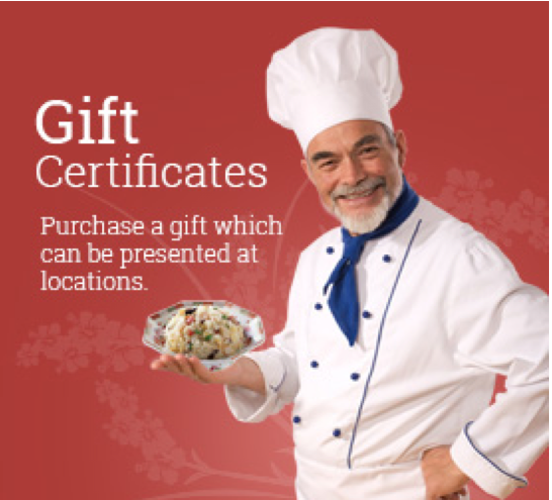 Gift
Certificates
Purchase a gift which
can be presented at
locations.